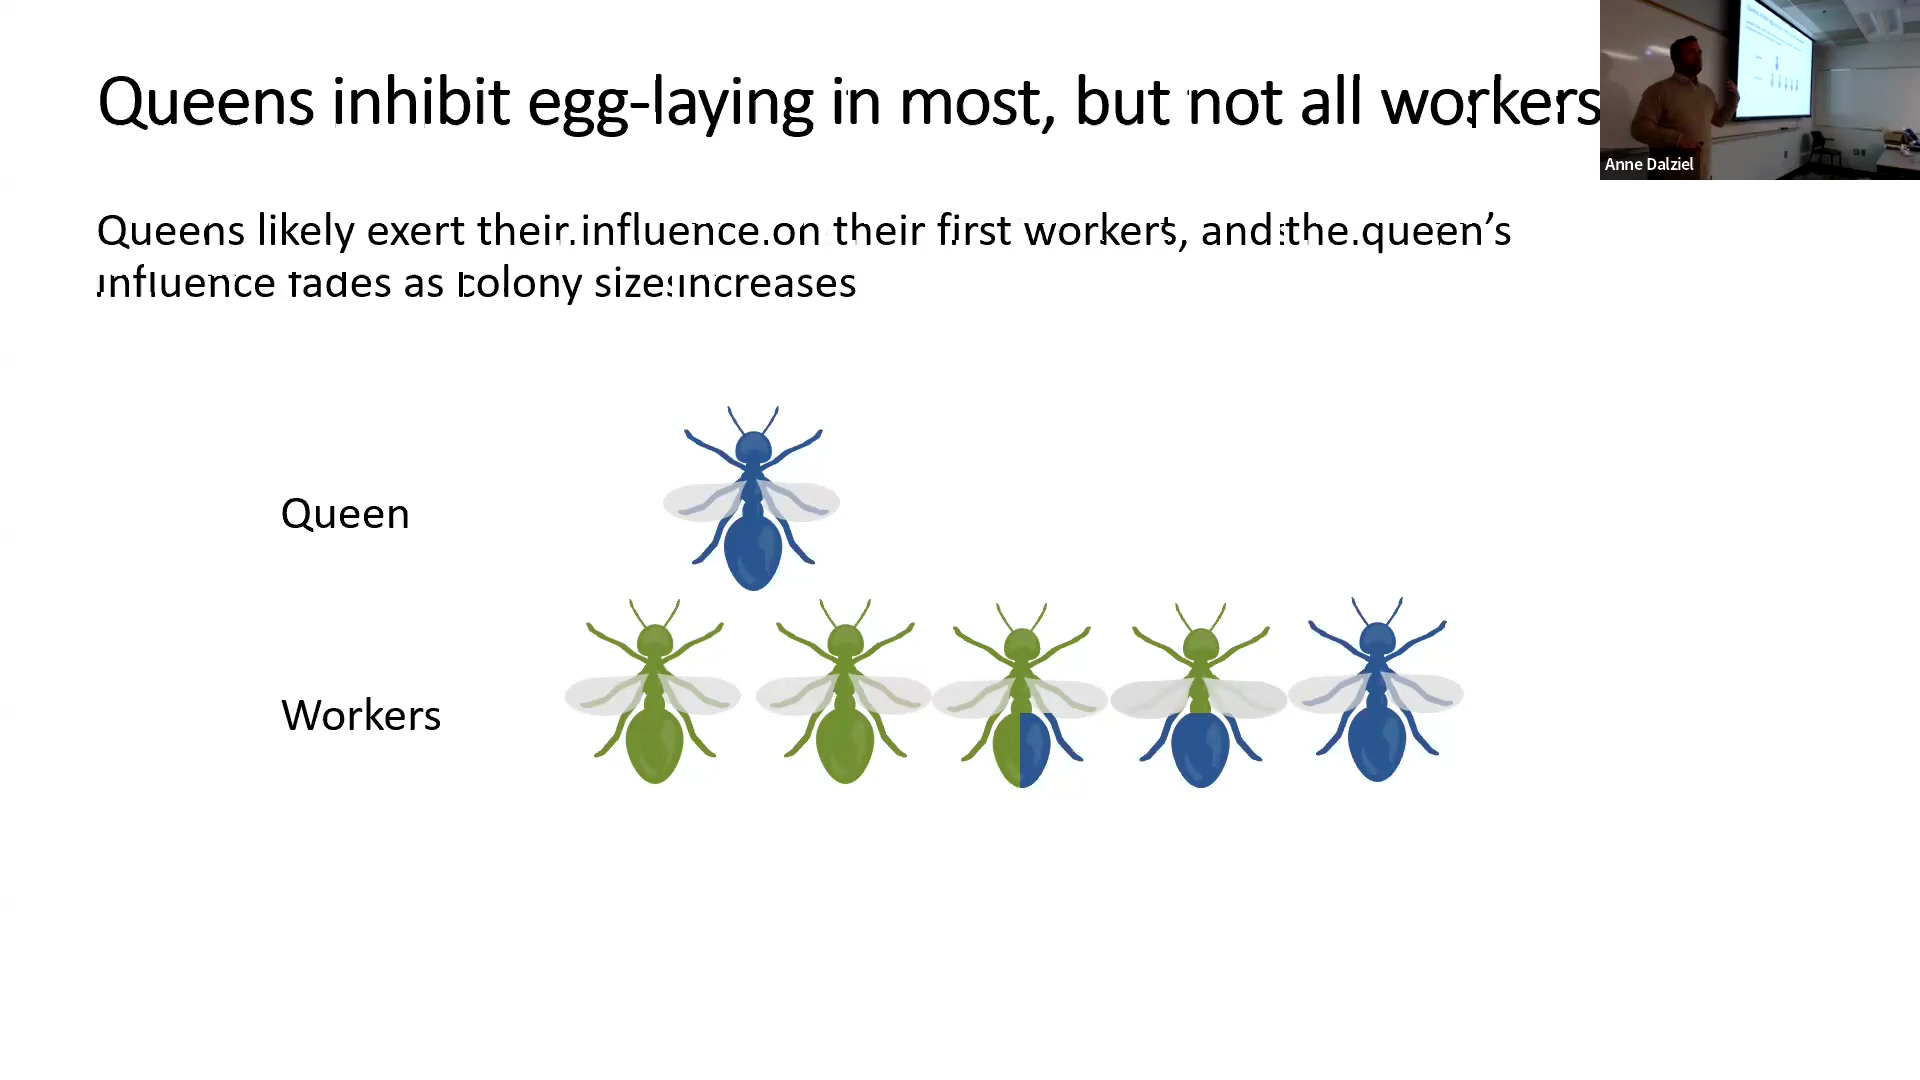 Queens inhibit egg-laying in most, but not all workers
Anne Dalziel
Queens likely exert their influence on their first workers, and the queen’s
influence fades as colony size increases
Queen
Workers